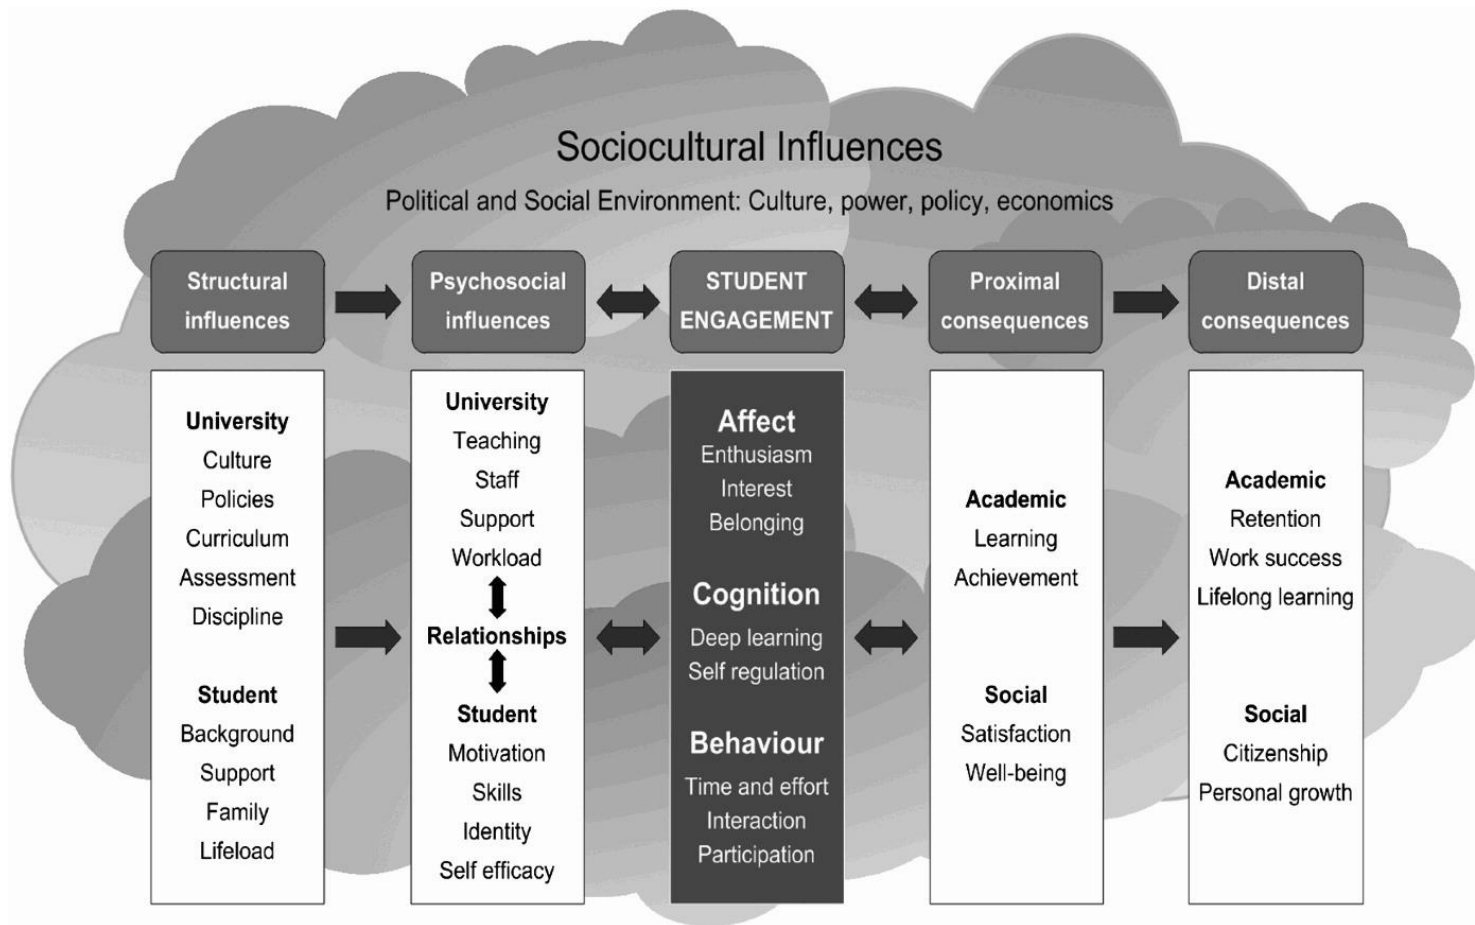 Sociocultural Influences
Political and Social Environment: Culture, power, policy, economics
Structural
influences
Psychosocial
influences
STUDENT
ENGAGEMENT
Proximal
consequences
Distal
consequences
University
Culture
Policies
Curriculum
Assessment
Discipline
Student
Background
Support
Family
Lifeload
University
Teaching
Staff
Support
Workload
Relationships
Student
Motivation
Skills
Identity
Self efficacy
Affect
Enthusiasm
Interest
Belonging
Cognition
Deep learning
Self regulation
Behaviour
Time and effort
Interaction
Participation
Academic
Learning
Achievement
Social
Satisfaction
Well-being
Academic
Retention
Work success
Lifelong learning
Social
Citizenship
Personal growth